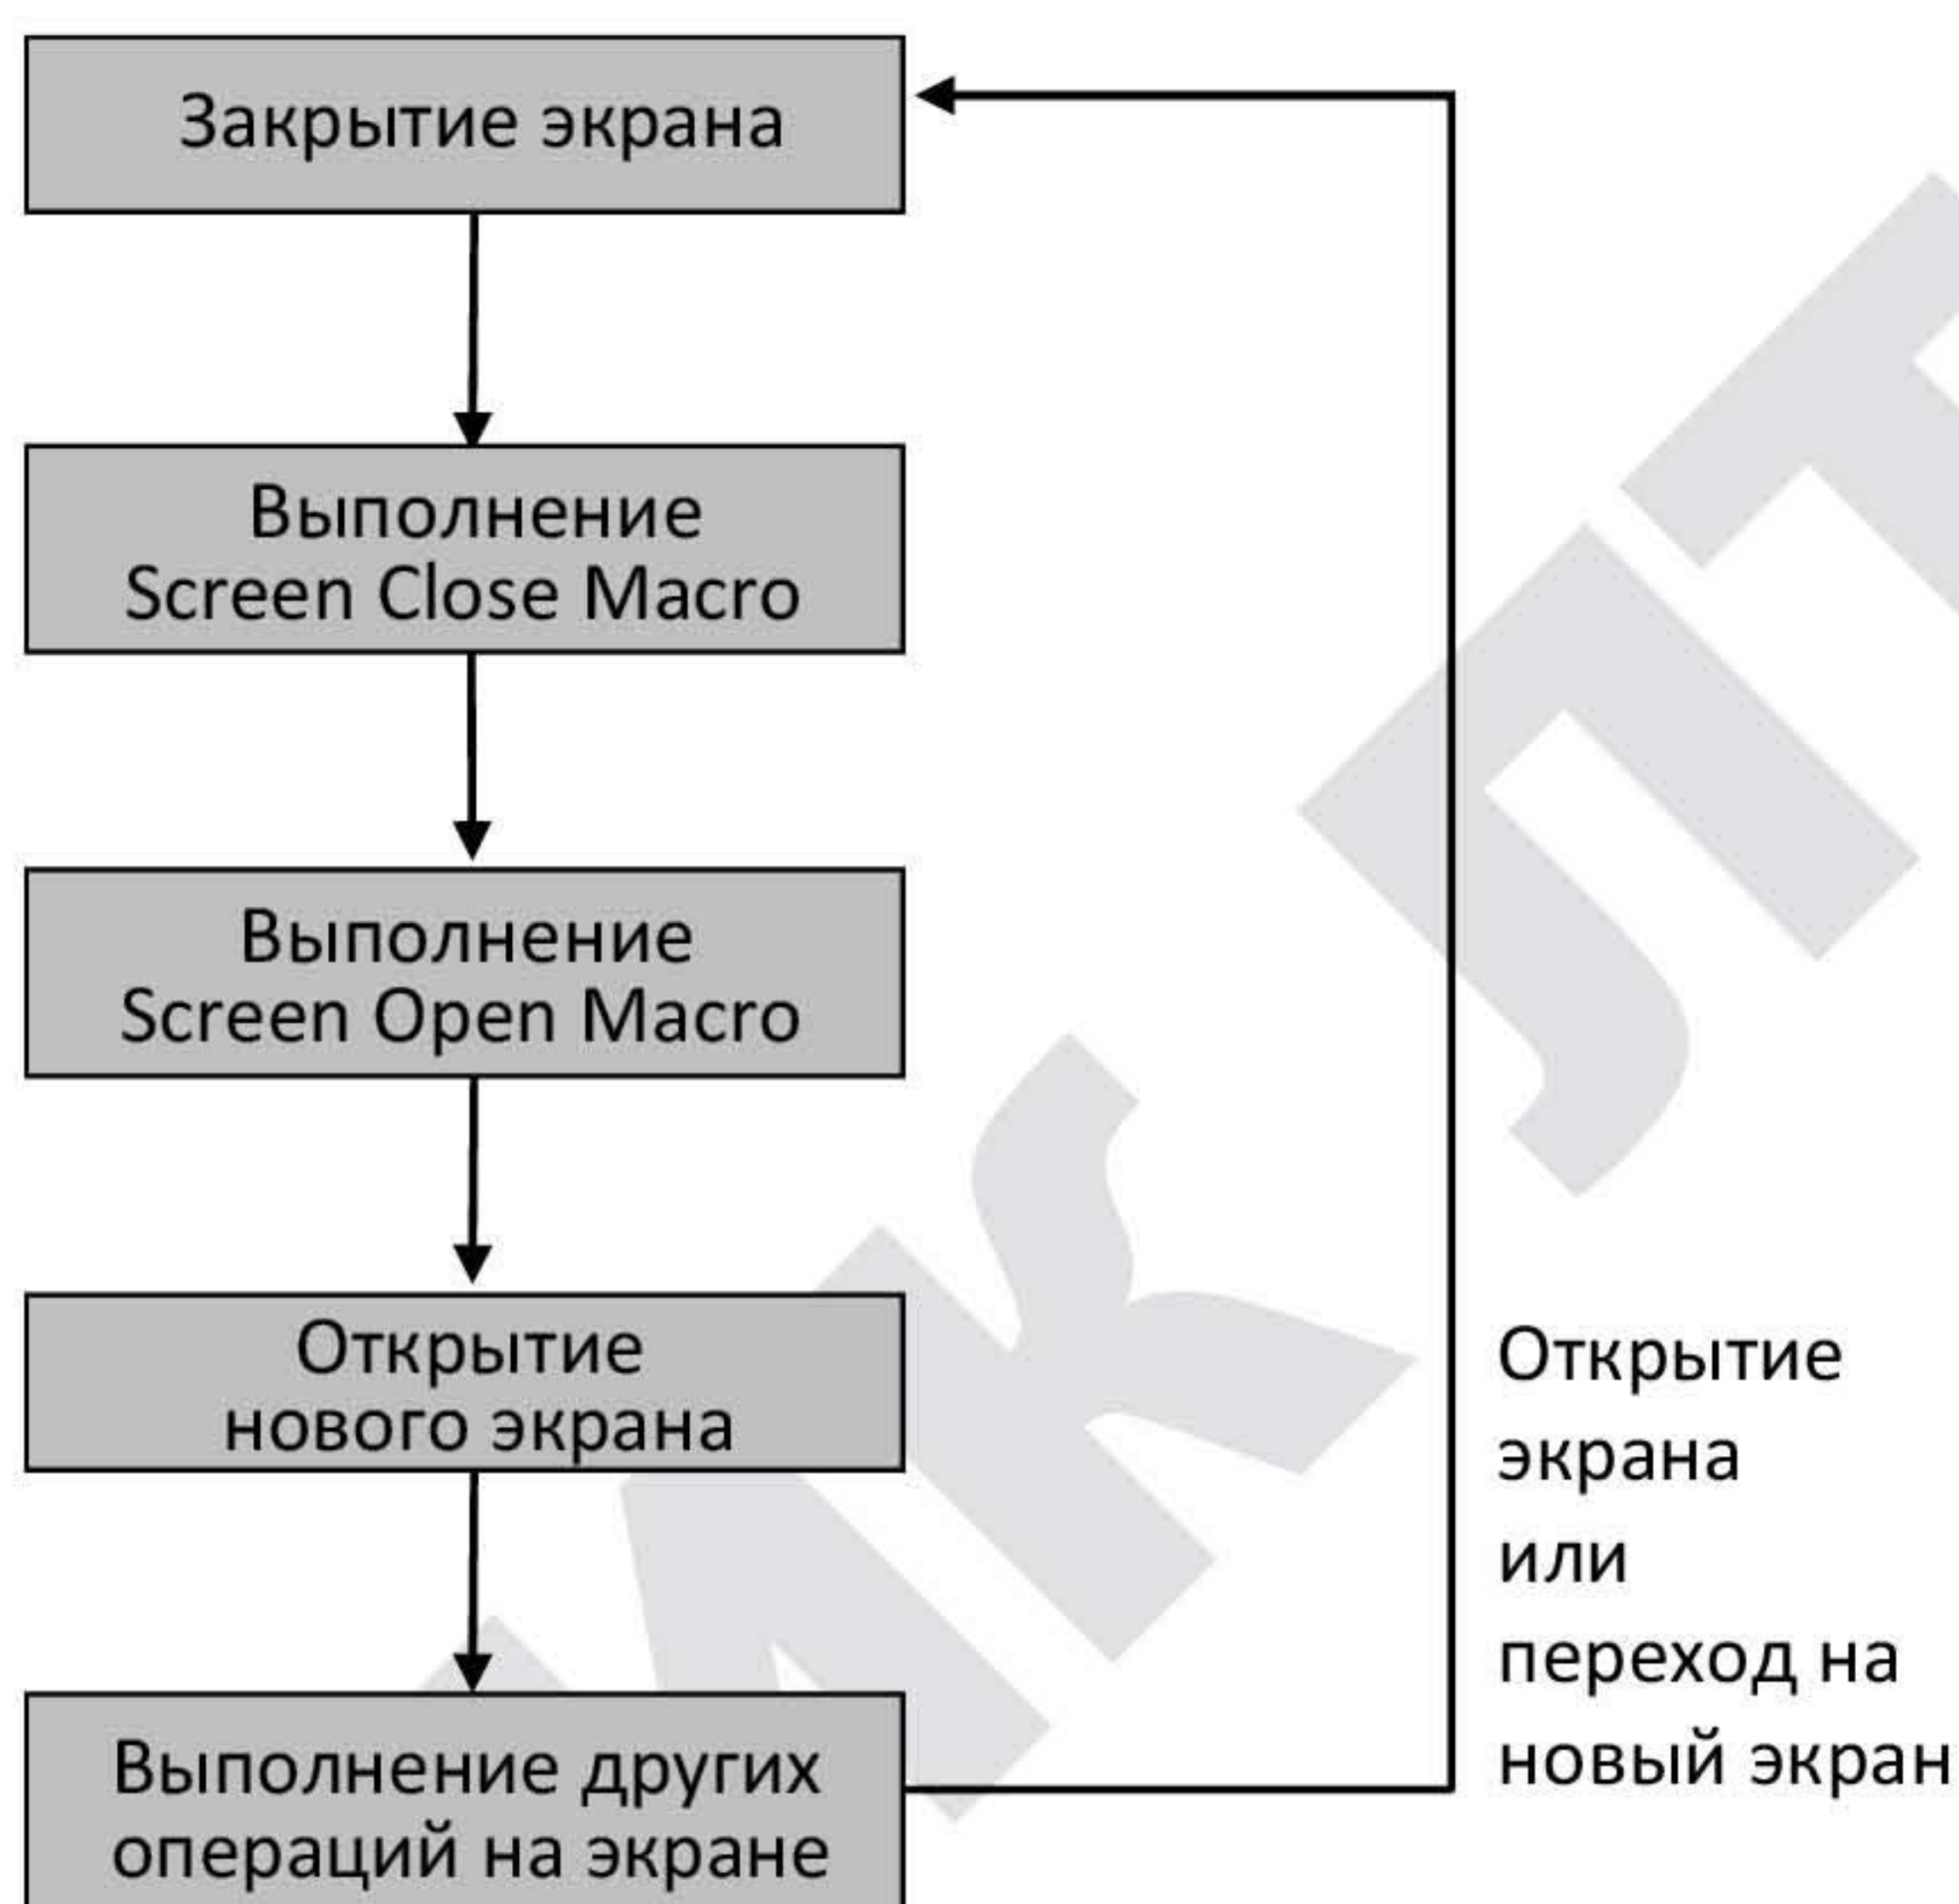 Закрытие экрана
Выполнение
Screen Close Macro
Выполнение
Screen Open Macro
Открытие
нового экрана
Выполнение других
операций на экране
Открытие
экрана
или
переход на
новый экран